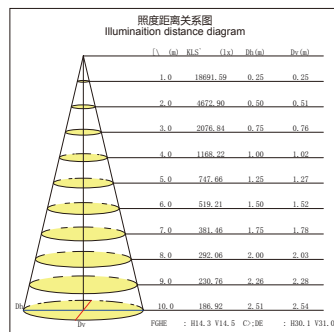 照度距离关系图
Illuminaition distance diagram
[\ (m) KLS` (lx) Dh(m) Dv(m)
1.0 18691.59 0.25 0.25
2.0 4672.90 0.50 0.51
3.0 2076.84 0.75 0.76
4.0 1168.22 1.00 1.02
5.0 747.66 1.25 1.27
6.0 519.21 1.50 1.52
7.0 381.46 1.75 1.78
8.0 292.06 2.00 2.03
9.0 230.76 2.26 2.28
Dh 10.0 186.92 2.51 2.54
Dv
FGHE : H14.3 V14.5 C>;DE : H30.1 V31.0